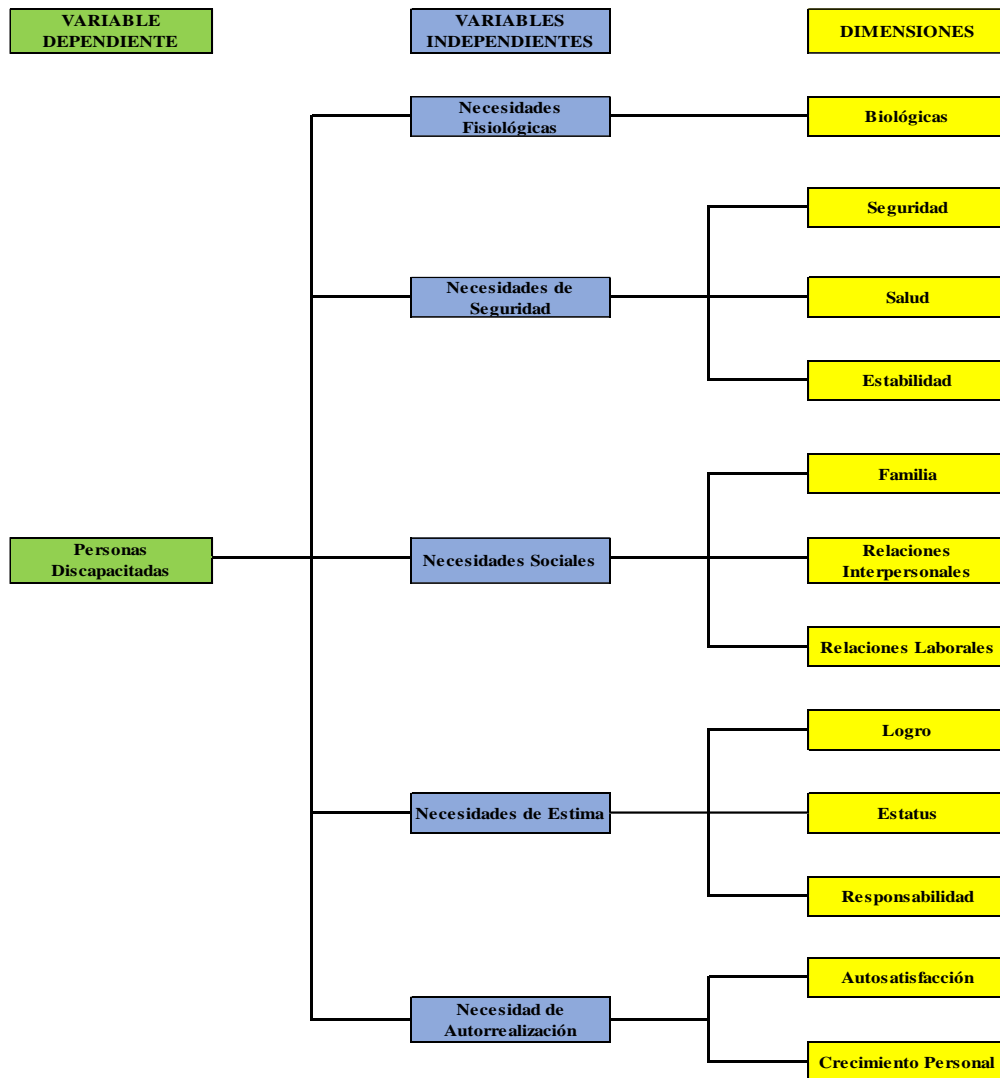 VARIABLE
DEPENDIENTE
VARIABLES
INDEPENDIENTES
DIMENSIONES
Necesidades
Fisiológicas
Biológicas
Seguridad
Necesidades de
Seguridad
Salud
Estabilidad
Familia
Personas
Discapacitadas
Necesidades Sociales
Relaciones
Interpersonales
Relaciones Laborales
Logro
Necesidades de Estima
Estatus
Responsabilidad
Autosatisfacción
Necesidad de
Autorrealización
Crecimiento Personal